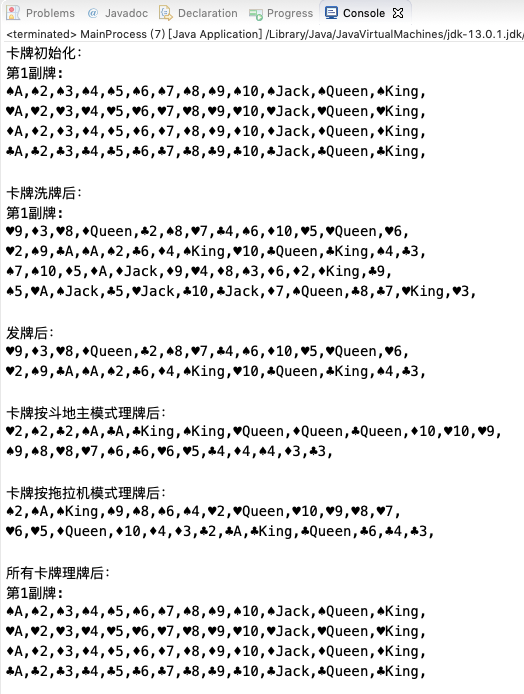 Problems @ Javadoc Declaration Progress Console
<terminated> MainProcess (7) [Java Application] /Library/Java/JavaVirtualMachines/jdk-13.0.1.jdk/
卡牌初始化:
第1副牌:
♠A,♠2,♠3,♠4,♠5,♠6,♠7,♠8,♠9,♠10,♠Jack,♠Queen,♠King,
♥A,♥2,♥3,♥4,♥5,♥6,♥7,♥8,♥9,♥10,♥Jack,♥Queen,♥King,
♦A,♦2,♦3,♦4,♦5,♦6,♦7,♦8,♦9,♦10,♦Jack,♦Queen,♦King,
♣A,♣2,♣3,♣4,♣5,♣6,♣7,♣8,♣9,♣10,♣Jack,♣Queen,♣King,
卡牌洗牌后:
第1副牌:
♥9,♦3,♥8,♦Queen,♣2,♠8,♥7,♣4,♠6,♦10,♥5,♥Queen,♥6,
♥2,♠9,♣A,♠A,♠2,♣6,♦4,♠King,♥10,♣Queen,♣King,♠4,♣3,
♠7,♠10,♦5,♦A,♦Jack,♦9,♥4,♦8,♠3,♦6,♦2,♦King,♣9,
♠5,♥A,♠Jack,♣5,♥Jack,♣10,♣Jack,♦7,♠Queen,♣8,♣7,♥King,♥3,
发牌后:
♥9,♦3,♥8,♦Queen,♣2,♠8,♥7,♣4,♠6,♦10,♥5,♥Queen,♥6,
♥2,♠9,♣A,♠A,♠2,♣6,♦4,♠King,♥10,♣Queen,♣King,♠4,♣3,
卡牌按斗地主模式理牌后:
♥2,♠2,♣2,♠A,♣A,♣King,♠King,♥Queen,♦Queen,♣Queen,♦10,♥10,♥9,
♠9,♠8,♥8,♥7,♠6,♣6,♥6,♥5,♣4,♦4,♠4,♦3,♣3,
卡牌按拖拉机模式理牌后:
♠2,♠A,♠King,♠9,♠8,♠6,♠4,♥2,♥Queen,♥10,♥9,♥8,♥7,
♥6,♥5,♦Queen,♦10,♦4,♦3,♣2,♣A,♣King,♣Queen,♣6,♣4,♣3,
所有卡牌理牌后:
第1副牌:
♠A,♠2,♠3,♠4,♠5,♠6,♠7,♠8,♠9,♠10,♠Jack,♠Queen,♠King,
♥A,♥2,♥3,♥4,♥5,♥6,♥7,♥8,♥9,♥10,♥Jack,♥Queen,♥King,
♦A,♦2,♦3,♦4,♦5,♦6,♦7,♦8,♦9,♦10,♦Jack,♦Queen,♦King,
♣A,♣2,♣3,♣4,♣5,♣6,♣7,♣8,♣9,♣10,♣Jack,♣Queen,♣King,